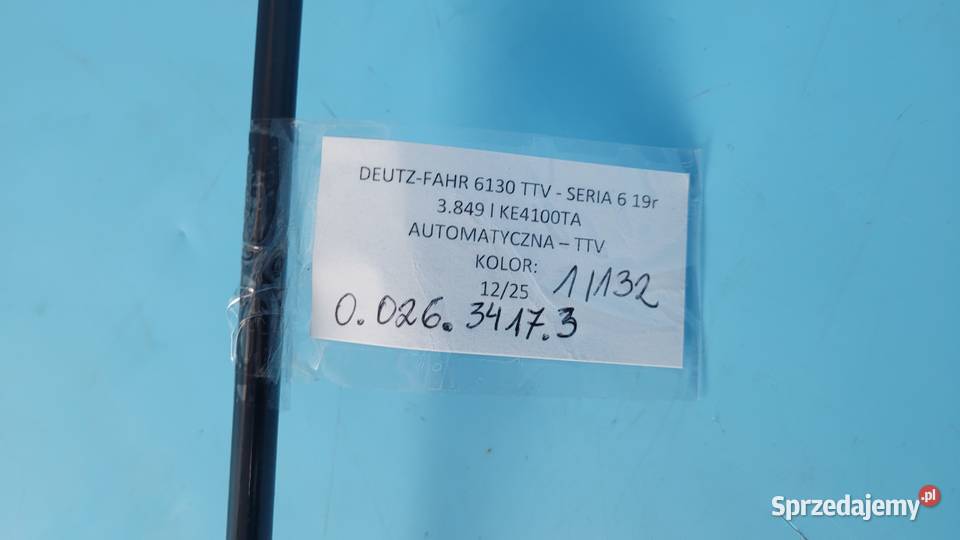 DEUTZ-FAHR 6130 TTV - SERIA 6 19r
3.849 l KE4100TA
AUTOMATYCZNA – TTV
KOLOR:
12/25 1/132
0.026.3417.3
Sprzedajemy.pl